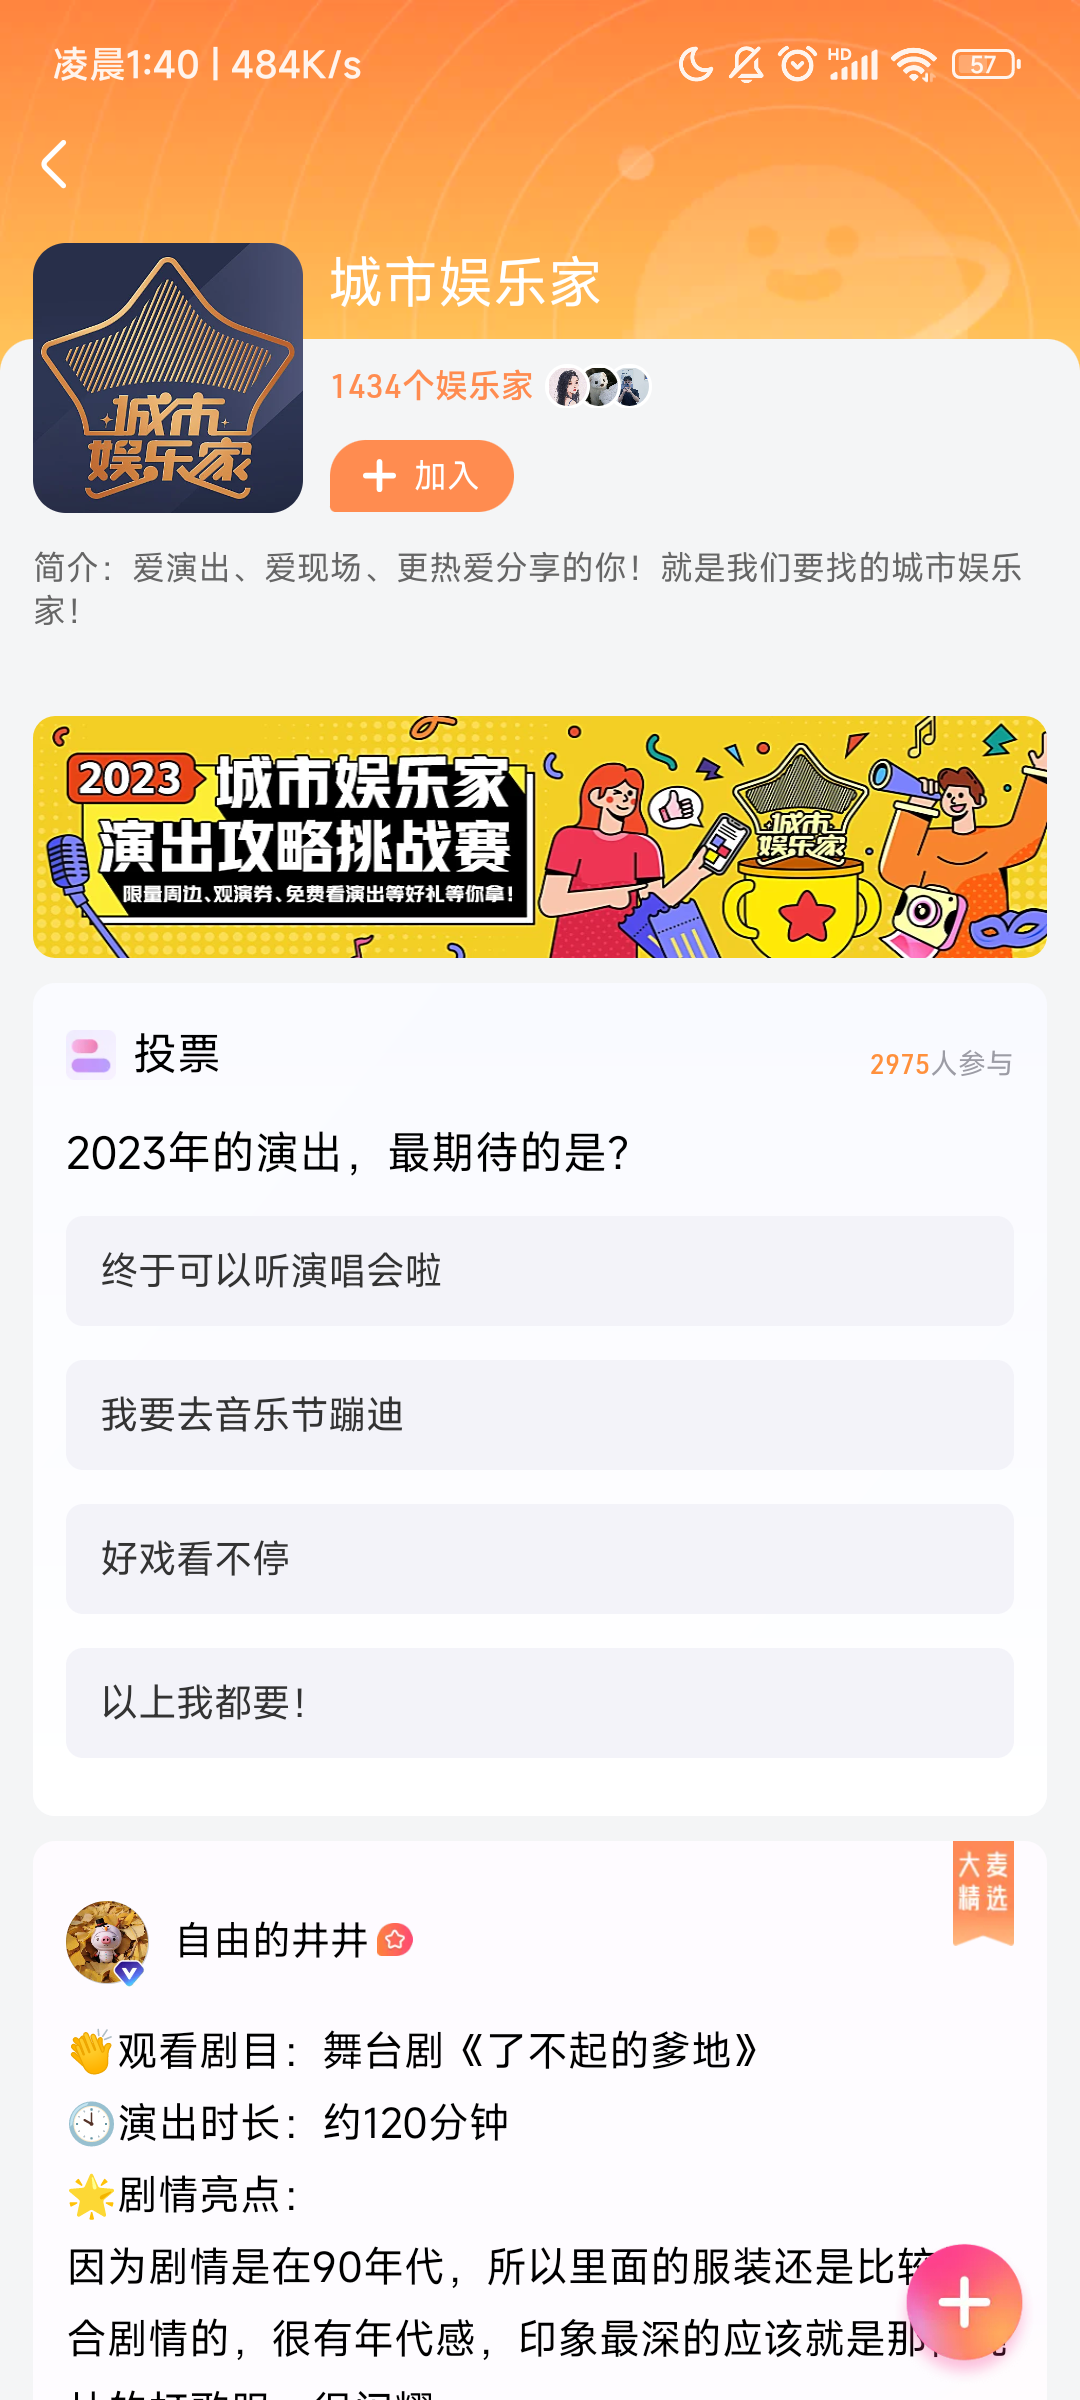 凌晨1:40 | 484K/s
HD
57
城市娱乐家
城市
娱乐家
1434个娱乐家
加入
简介：爱演出、爱现场、更热爱分享的你！就是我们要找的城市娱乐
家！
2023 城市娱乐家
演出攻略挑战赛
限量周边、观演券、免费看演出等好礼等你拿！
城市
娱乐家
投票
2975人参与
2023年的演出，最期待的是？
终于可以听演唱会啦
我要去音乐节蹦迪
好戏看不停
以上我都要！
大麦
精选
自由的井井
👏观看剧目：舞台剧《了不起的爹地》
🕙演出时长：约120分钟
🌟剧情亮点：
因为剧情是在90年代，所以里面的服装还是比较
合剧情的，很有年代感，印象最深的应该就是那